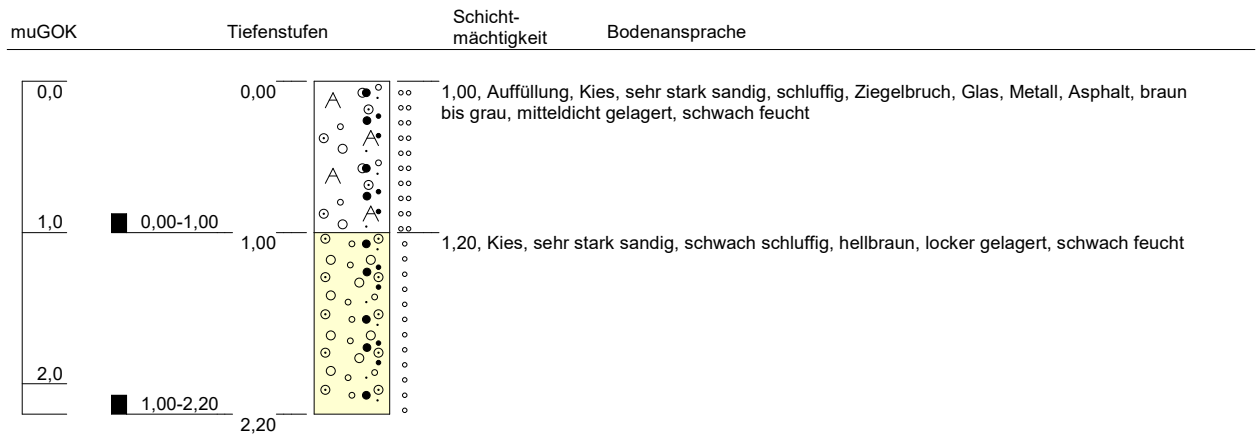 muGOK Tiefenstufen Schicht-
mächtigkeit Bodenansprache
0,0 0,00 1,00, Auffüllung, Kies, sehr stark sandig, schluffig, Ziegelbruch, Glas, Metall, Asphalt, braun
bis grau, mitteldicht gelagert, schwach feucht
A
A
A
A
1,0 0,00-1,00
1,00 1,20, Kies, sehr stark sandig, schwach schluffig, hellbraun, locker gelagert, schwach feucht
2,0
1,00-2,20
2,20